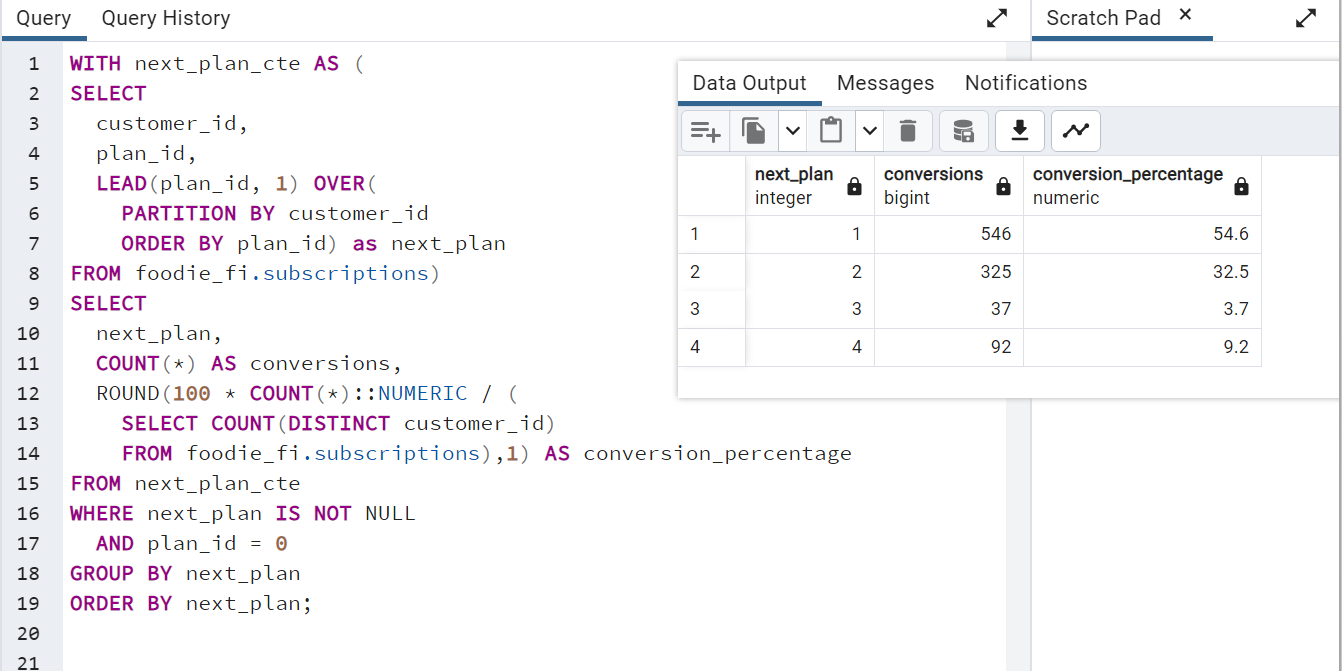 Query Query History
Scratch Pad ×
1 WITH next_plan_cte AS (
2 SELECT
3   customer_id,
4   plan_id,
5   LEAD(plan_id, 1) OVER(
6     PARTITION BY customer_id
7     ORDER BY plan_id) as next_plan
8 FROM foodie_fi.subscriptions)
9 SELECT
10   next_plan,
11   COUNT(*) AS conversions,
12   ROUND(100 * COUNT(*)::NUMERIC / (
13     SELECT COUNT(DISTINCT customer_id)
14     FROM foodie_fi.subscriptions),1) AS conversion_percentage
15 FROM next_plan_cte
16 WHERE next_plan IS NOT NULL
17   AND plan_id = 0
18 GROUP BY next_plan
19 ORDER BY next_plan;
20
21
Data Output Messages Notifications
next_plan conversions conversion_percentage
integer bigint numeric
1 1 546 54.6
2 2 325 32.5
3 3 37 3.7
4 4 92 9.2